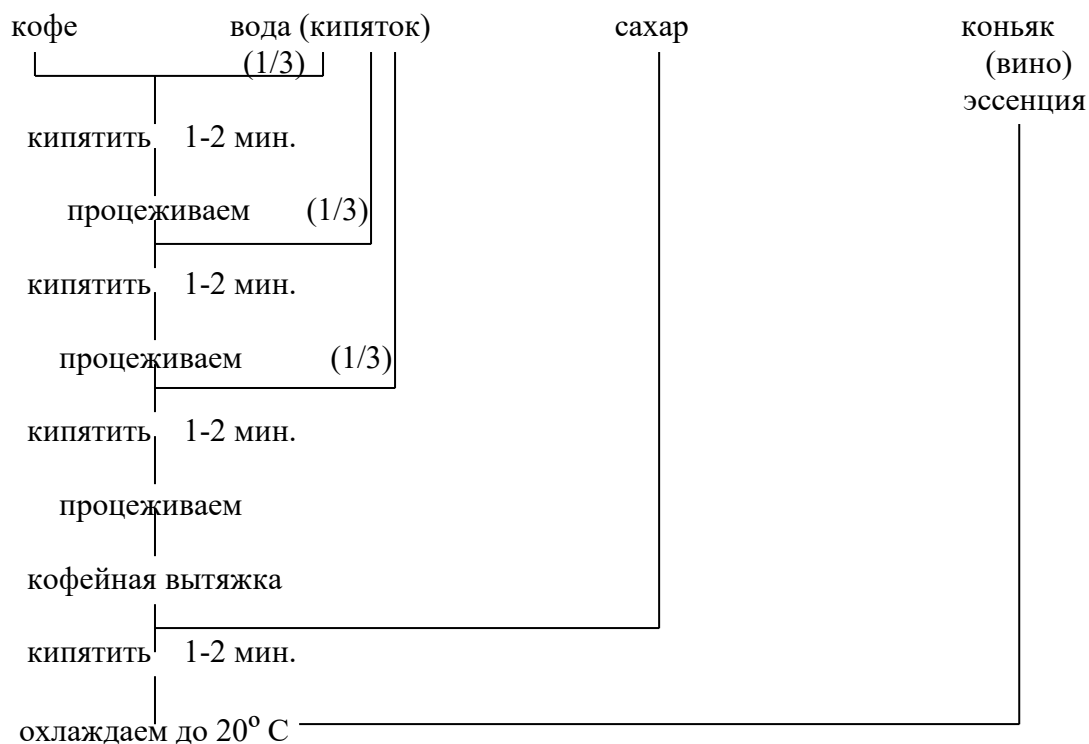 кофе вода (кипяток) сахар коньяк
(1/3) (вино)
эссенция
кипятить 1-2 мин.
процеживаем (1/3)
кипятить 1-2 мин.
процеживаем (1/3)
кипятить 1-2 мин.
процеживаем
кофейная вытяжка
кипятить 1-2 мин.
охлаждаем до 20º С